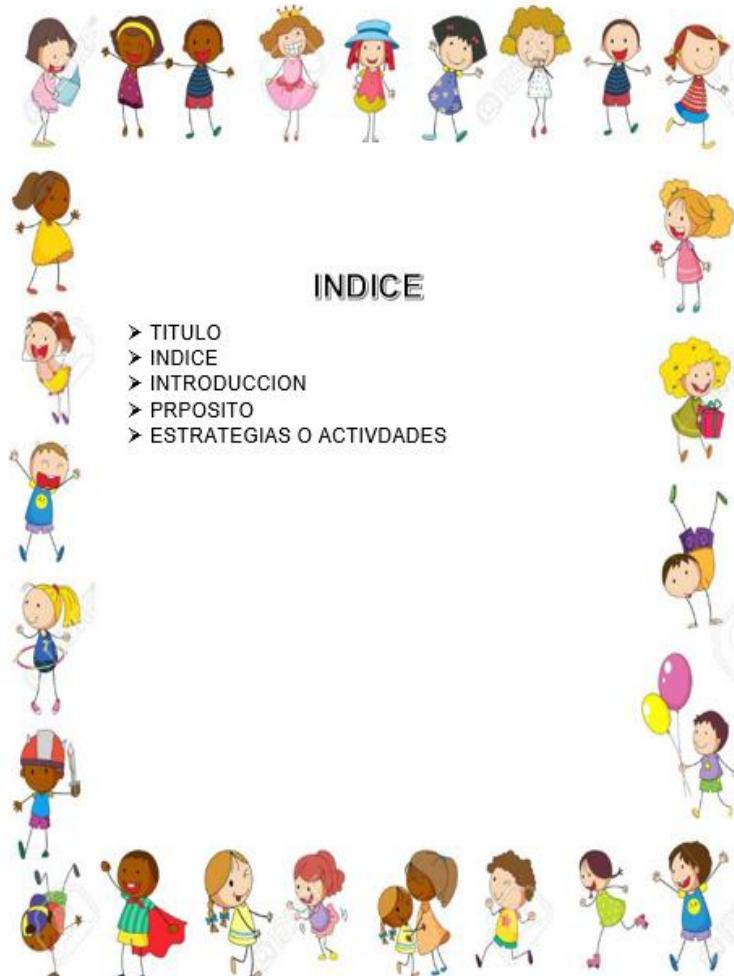 INDICE
➤ TITULO
➤ INDICE
➤ INTRODUCCION
➤ PRPOSITO
➤ ESTRATEGIAS O ACTIVDADES